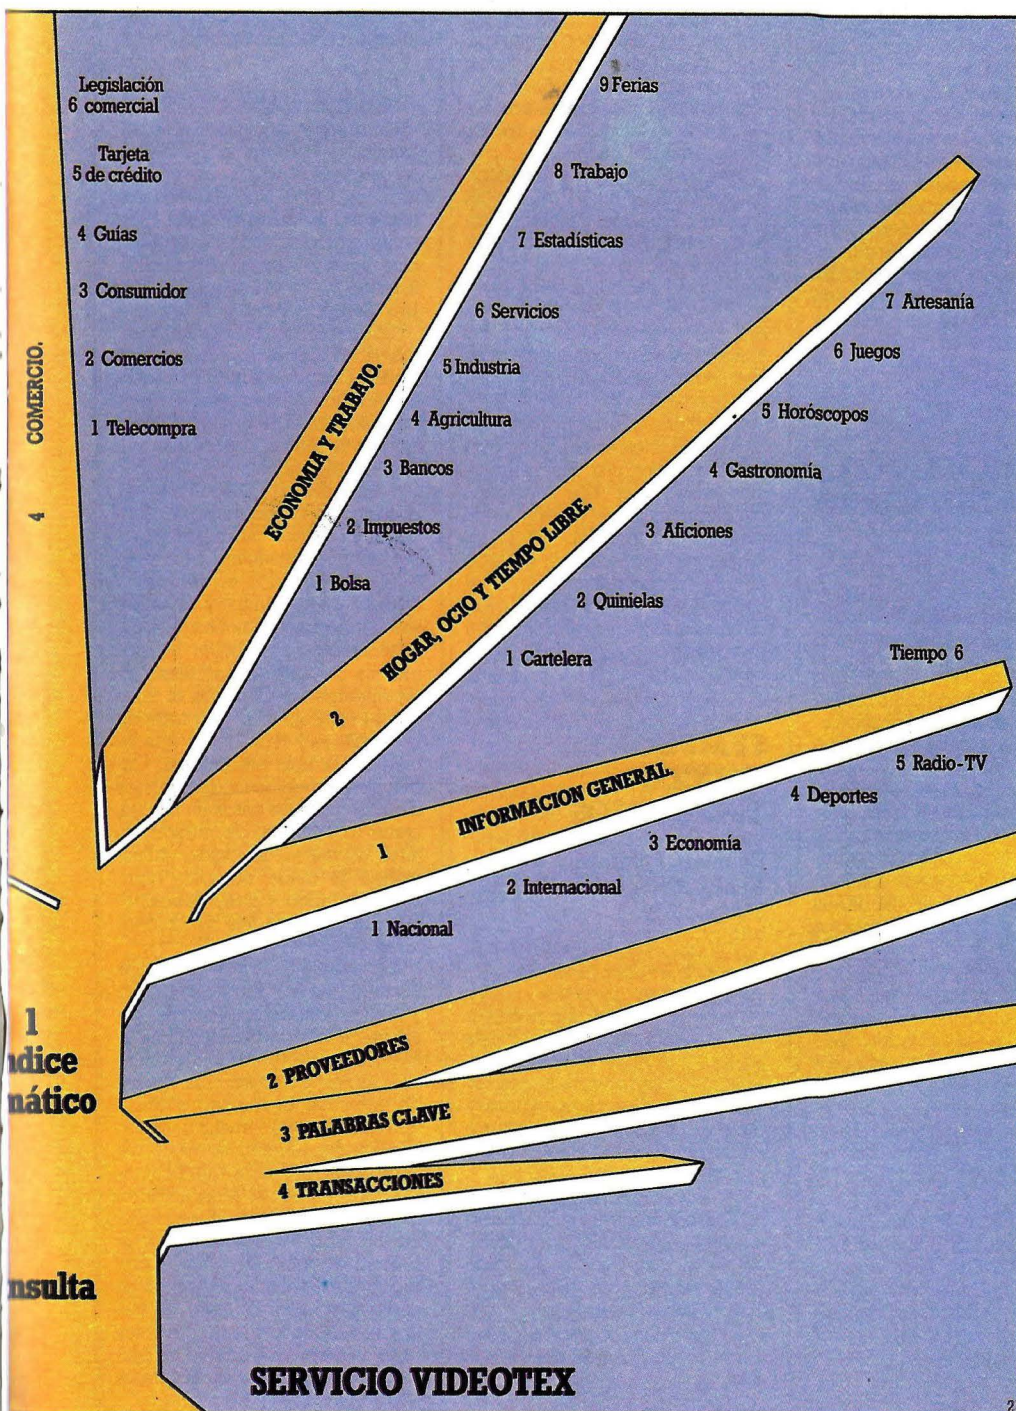 Legislación
6 comercial
Tarjeta
5 de crédito
4 Guías
3 Consumidor
2 Comercios
1 Telecompra
4 COMERCIO.
9 Ferias
8 Trabajo
7 Estadísticas
6 Servicios
5 Industria
4 Agricultura
3 Bancos
2 Impuestos
1 Bolsa
ECONOMIA Y TRABAJO.
7 Artesanía
6 Juegos
5 Horóscopos
4 Gastronomía
3 Aficiones
2 Quinielas
1 Cartelera
2 HOGAR, OCIO Y TIEMPO LIBRE.
Tiempo 6
5 Radio-TV
4 Deportes
3 Economía
2 Internacional
1 Nacional
1 INFORMACION GENERAL.
1
ndice
mático
2 PROVEEDORES
3 PALABRAS CLAVE
4 TRANSACCIONES
nsulta
SERVICIO VIDEOTEX
2